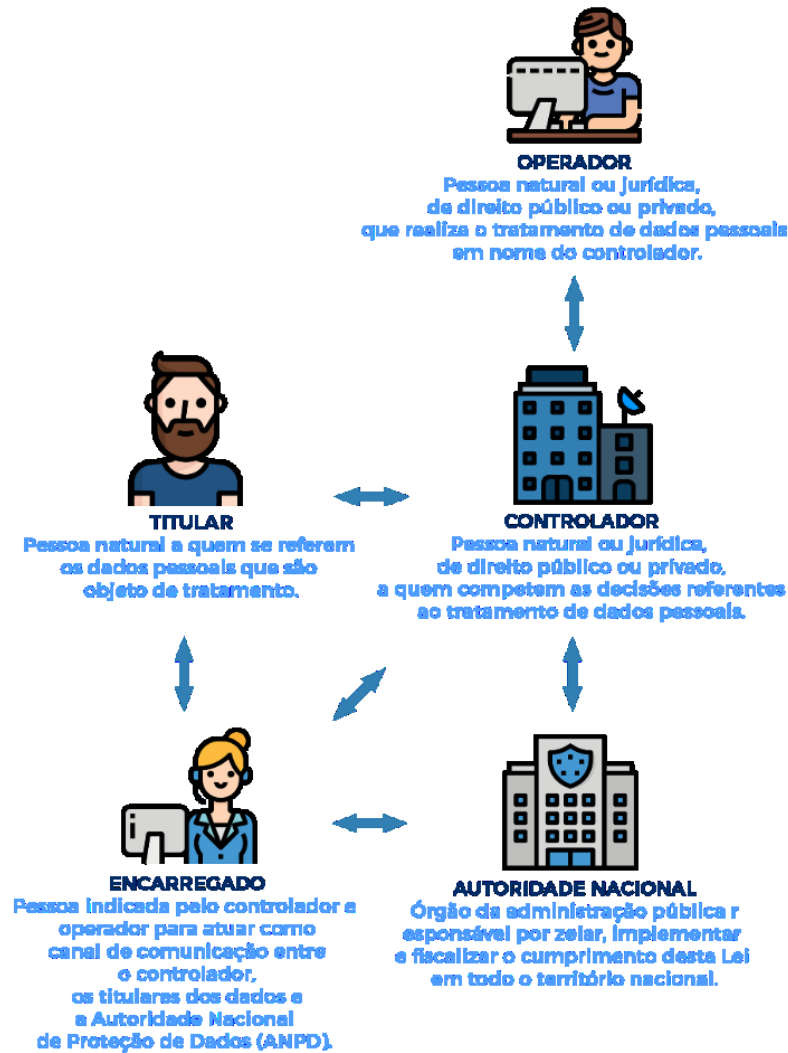 OPERADOR
Pessoa natural ou jurídica,
de direito público ou privado,
que realiza o tratamento de dados pessoais
em nome do controlador.
TITULAR
Pessoa natural a quem se referem
os dados pessoais que são
objeto de tratamento.
CONTROLADOR
Pessoa natural ou jurídica,
de direito público ou privado,
a quem competem as decisões referentes
ao tratamento de dados pessoais.
ENCARREGADO
Pessoa indicada pelo controlador e
operador para atuar como
canal de comunicação entre
o controlador,
os titulares dos dados e
a Autoridade Nacional
de Proteção de Dados (ANPD).
AUTORIDADE NACIONAL
Órgão da administração pública r
esponsável por zelar, implementar
e fiscalizar o cumprimento desta Lei
em todo o território nacional.